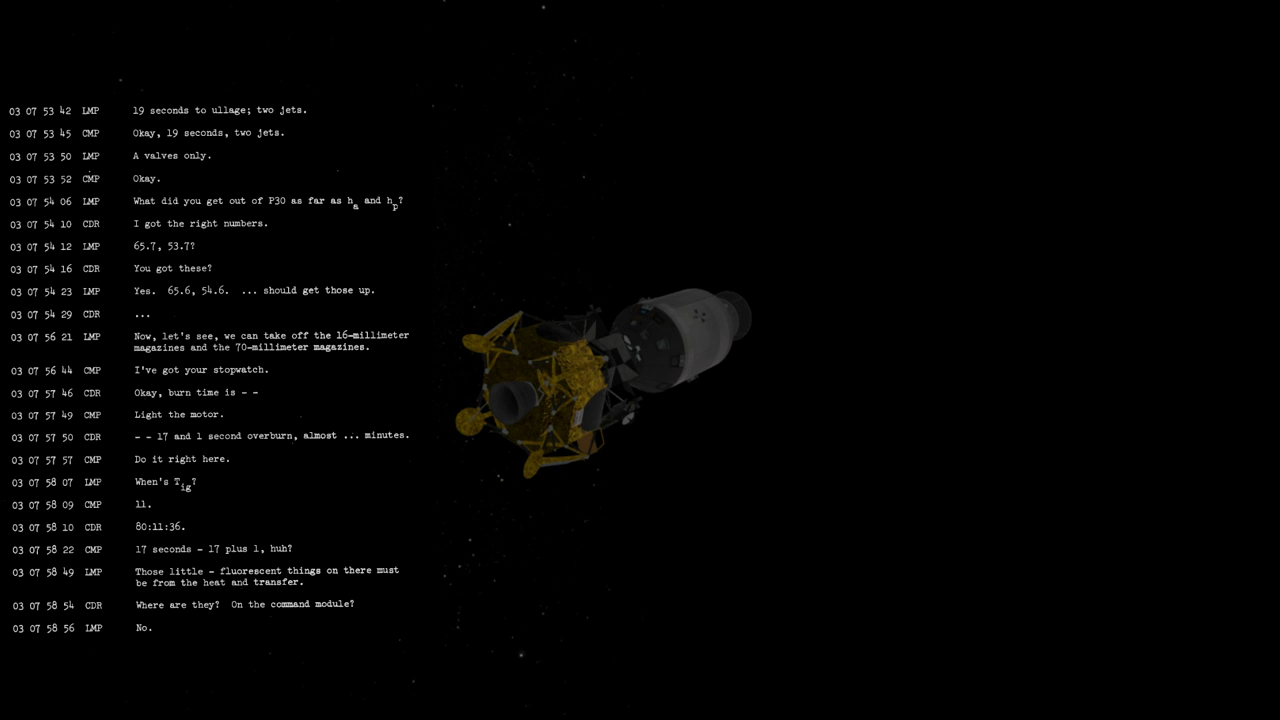 03 07 53 42 LMP 19 seconds to ullage; two jets.
03 07 53 45 CMP Okay, 19 seconds, two jets.
03 07 53 50 LMP A valves only.
03 07 53 52 CMP Okay.
03 07 54 06 LMP What did you get out of P30 as far as ha and hp?
03 07 54 10 CDR I got the right numbers.
03 07 54 12 LMP 65.7, 53.7?
03 07 54 16 CDR You got these?
03 07 54 23 LMP Yes. 65.6, 54.6. ... should get those up.
03 07 54 29 CDR ...
03 07 56 21 LMP Now, let's see, we can take off the 16-millimeter
magazines and the 70-millimeter magazines.
03 07 56 44 CMP I've got your stopwatch.
03 07 57 46 CDR Okay, burn time is - -
03 07 57 49 CMP Light the motor.
03 07 57 50 CDR - - 17 and 1 second overburn, almost ... minutes.
03 07 57 57 CMP Do it right here.
03 07 58 07 LMP When's Tig?
03 07 58 09 CMP 11.
03 07 58 10 CDR 80:11:36.
03 07 58 22 CMP 17 seconds - 17 plus 1, huh?
03 07 58 49 LMP Those little - fluorescent things on there must
be from the heat and transfer.
03 07 58 54 CDR Where are they? On the command module?
03 07 58 56 LMP No.